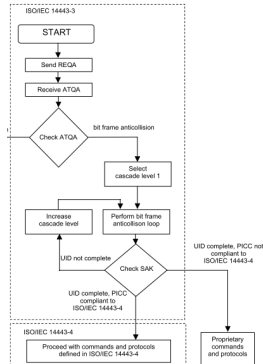 ISO/IEC 14443-3
START
Send REQA
Receive ATQA
Check ATQA
bit frame anticollision
Select
cascade level 1
Increase
cascade level
Perform bit frame
anticollison loop
UID not complete
Check SAK
UID complete, PICC not
compliant to
ISO/IEC 14443-4
UID complete, PICC
compliant to
ISO/IEC 14443-4
ISO/IEC 14443-4
Proceed with commands and protocols
defined in ISO/IEC 14443-4
Proprietary
commands
and protocols